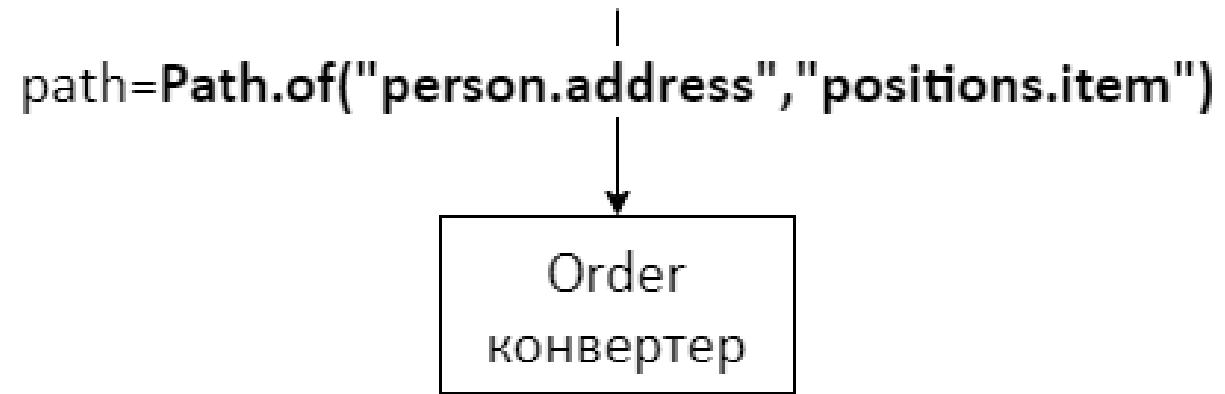 path=Path.of("person.address","positions.item")
Order
конвертер